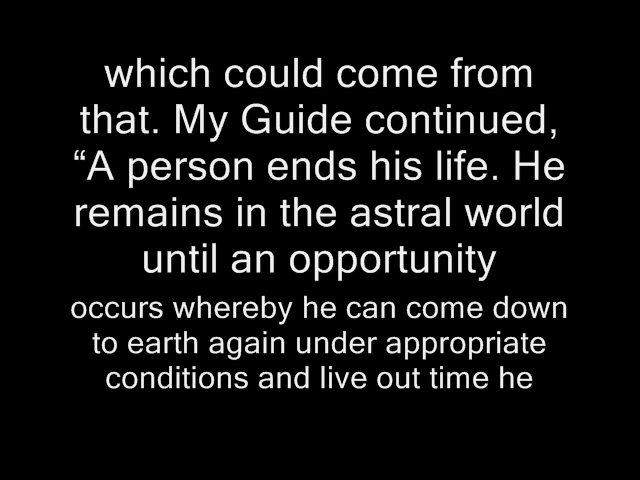 which could come from
that. My Guide continued,
“A person ends his life. He
remains in the astral world
until an opportunity
occurs whereby he can come down
to earth again under appropriate
conditions and live out time he